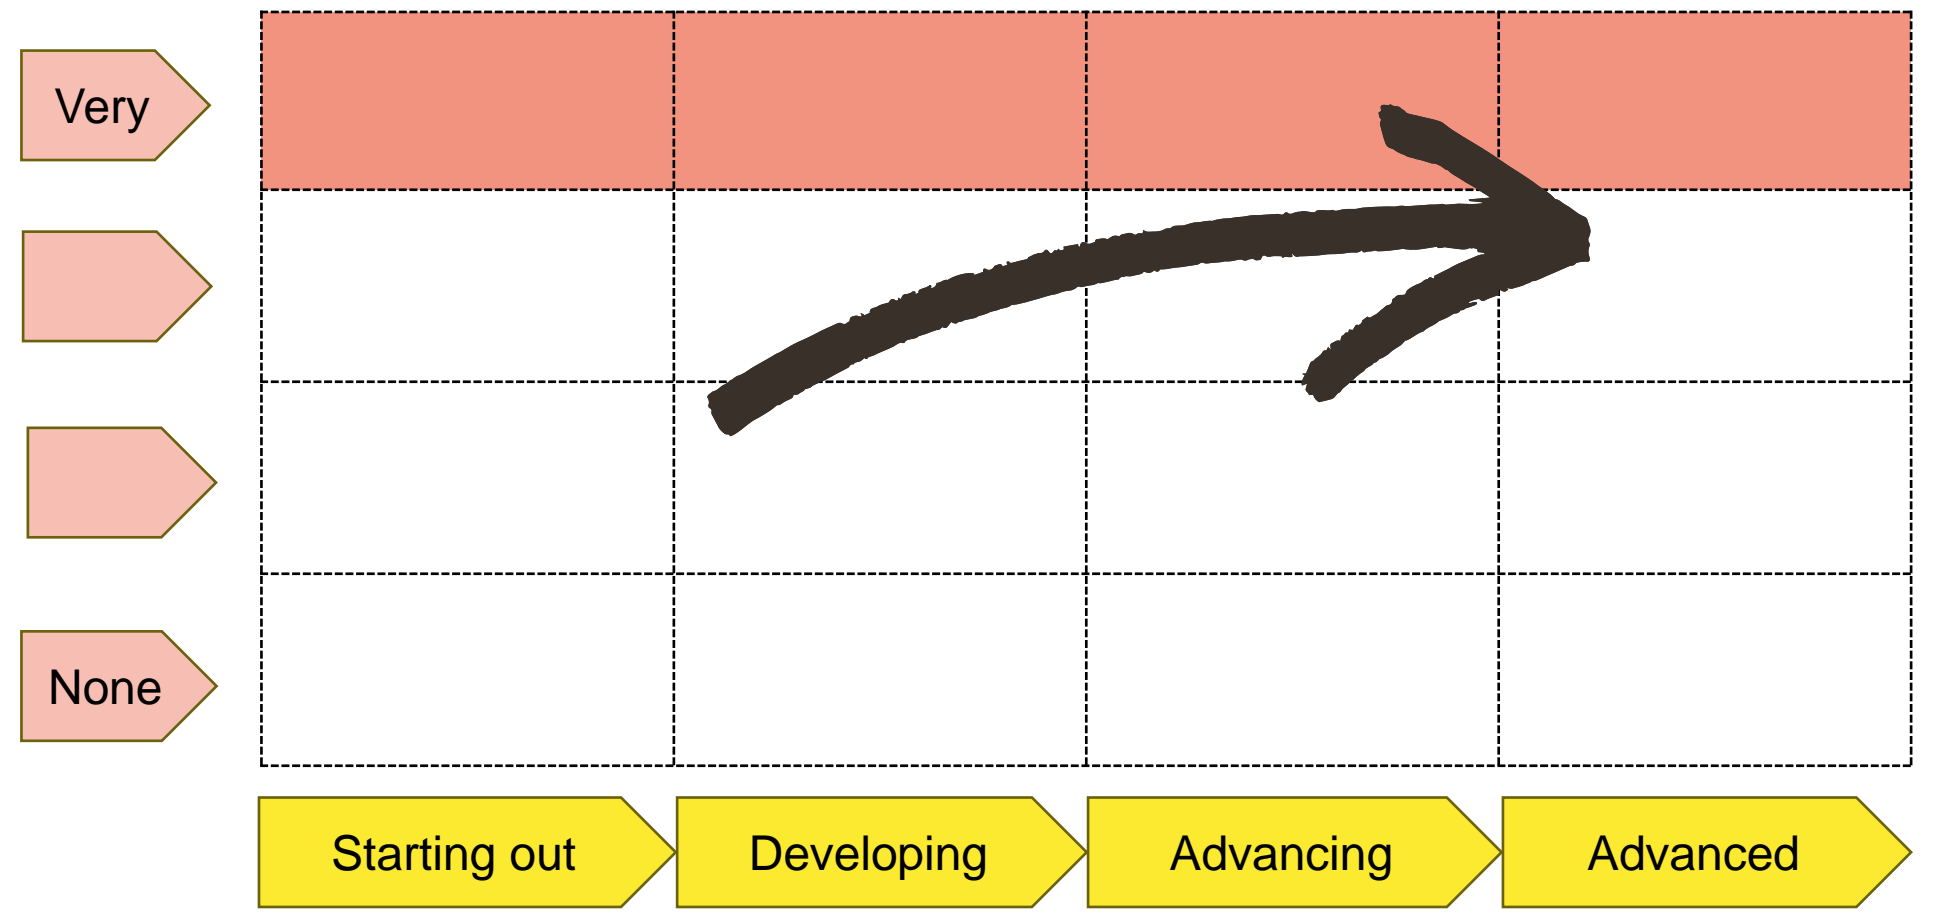 Very
None
Starting out
Developing
Advancing
Advanced